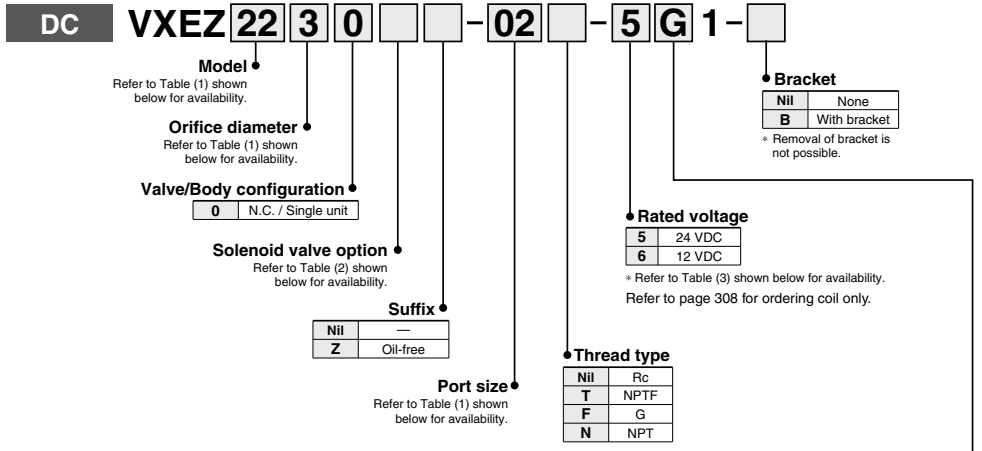 DC VXEZ 22 3 0 - 02 - 5 G 1 -
Model
Refer to Table (1) shown
below for availability.
Orifice diameter
Refer to Table (1) shown
below for availability.
Valve/Body configuration
0 N.C. / Single unit
Solenoid valve option
Refer to Table (2) shown
below for availability.
Suffix
Nil —
Z Oil-free
Port size
Refer to Table (1) shown
below for availability.
Thread type
Nil Rc
T NPTF
F G
N NPT
Rated voltage
5 24 VDC
6 12 VDC
* Refer to Table (3) shown below for availability.
Refer to page 308 for ordering coil only.
Bracket
Nil None
B With bracket
* Removal of bracket is
not possible.